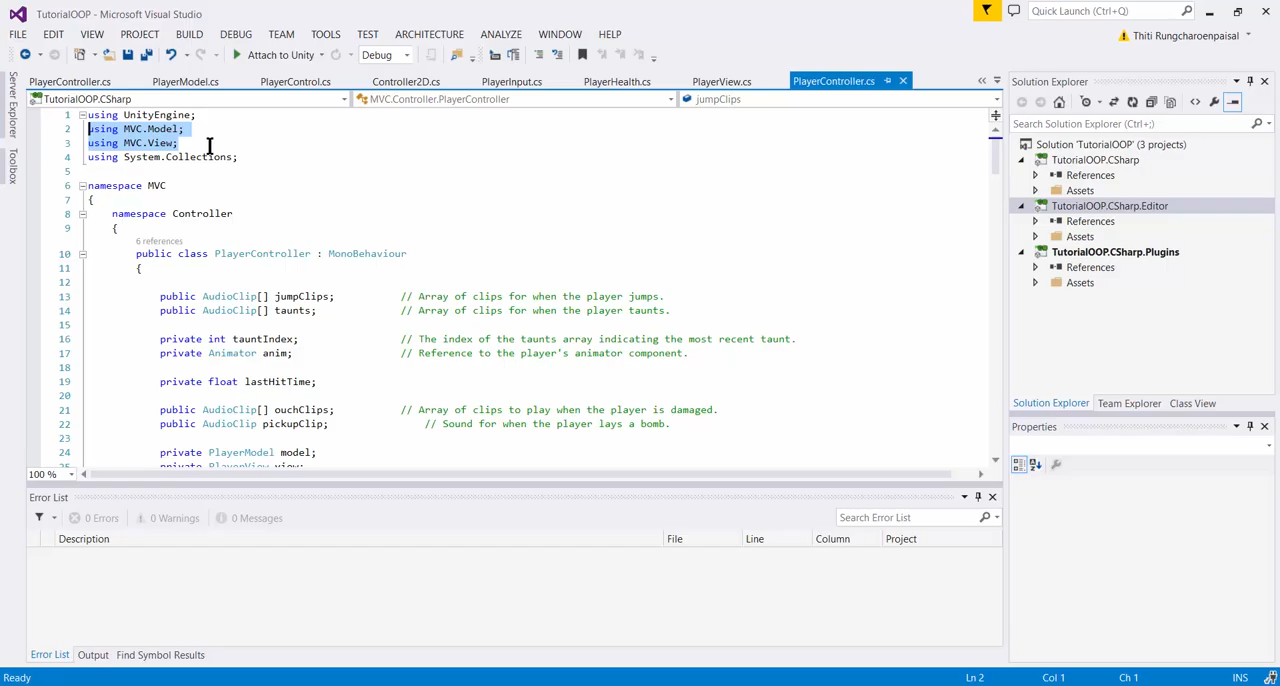 TutorialOOP - Microsoft Visual Studio
Quick Launch (Ctrl+Q)
FILE EDIT VIEW PROJECT BUILD DEBUG TEAM TOOLS TEST ARCHITECTURE ANALYZE WINDOW HELP
Thiti Rungcharoenpaisal
Attach to Unity Debug
Server Explorer
Toolbox
PlayerController.cs PlayerModel.cs PlayerControl.cs Controller2D.cs PlayerInput.cs PlayerHealth.cs PlayerView.cs PlayerController.cs
TutorialOOP.CSharp MVC.Controller.PlayerController jumpClips
1 using UnityEngine;
2 using MVC.Model;
3 using MVC.View;
4 using System.Collections;
5
6 namespace MVC
7 {
8 namespace Controller
9 {
6 references
10 public class PlayerController : MonoBehaviour
11 {
12
13 public AudioClip[] jumpClips; // Array of clips for when the player jumps.
14 public AudioClip[] taunts; // Array of clips for when the player taunts.
15
16 private int tauntIndex; // The index of the taunts array indicating the most recent taunt.
17 private Animator anim; // Reference to the player's animator component.
18
19 private float lastHitTime;
20
21 public AudioClip[] ouchClips; // Array of clips to play when the player is damaged.
22 public AudioClip pickupClip; // Sound for when the player lays a bomb.
23
24 private PlayerModel model;
25 private PlayerView view;
100 %
Solution Explorer
Search Solution Explorer (Ctrl+;)
Solution 'TutorialOOP' (3 projects)
TutorialOOP.CSharp
References
Assets
TutorialOOP.CSharp.Editor
References
Assets
TutorialOOP.CSharp.Plugins
References
Assets
Solution Explorer Team Explorer Class View
Properties
Error List
0 Errors 0 Warnings 0 Messages
Search Error List
Description File Line Column Project
Error List Output Find Symbol Results
Ready Ln 2 Col 1 Ch 1 INS